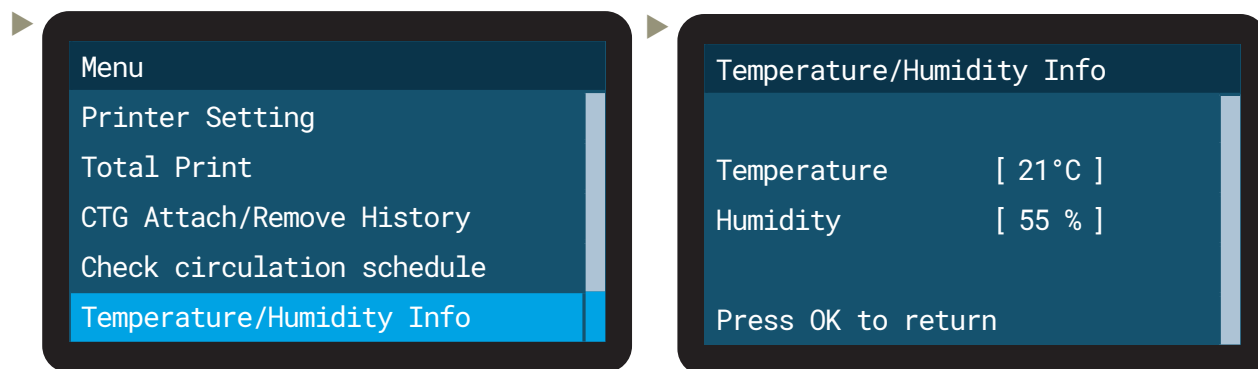 Menu
Printer Setting
Total Print
CTG Attach/Remove History
Check circulation schedule
Temperature/Humidity Info
Temperature/Humidity Info
Temperature [ 21°C ]
Humidity [ 55 % ]
Press OK to return